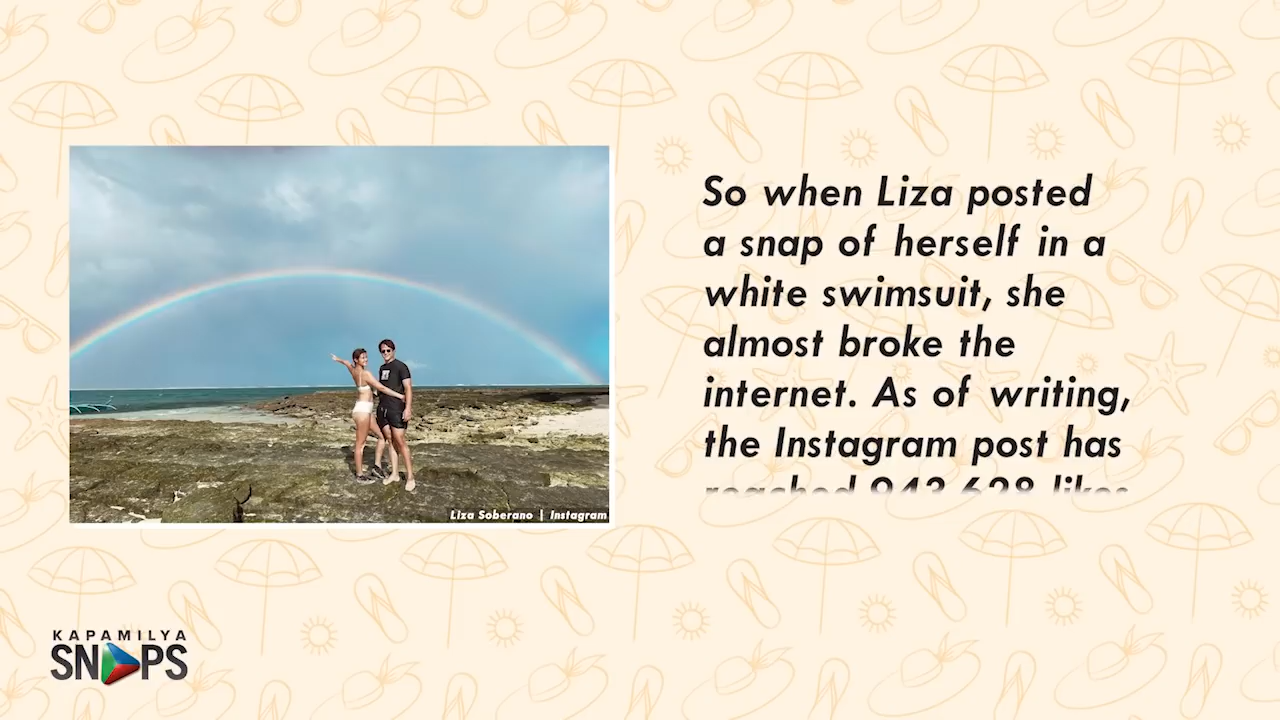 So when Liza posted
a snap of herself in a
white swimsuit, she
almost broke the
internet. As of writing,
the Instagram post has
Liza Soberano | Instagram
KAPAMILYA
SNAPS